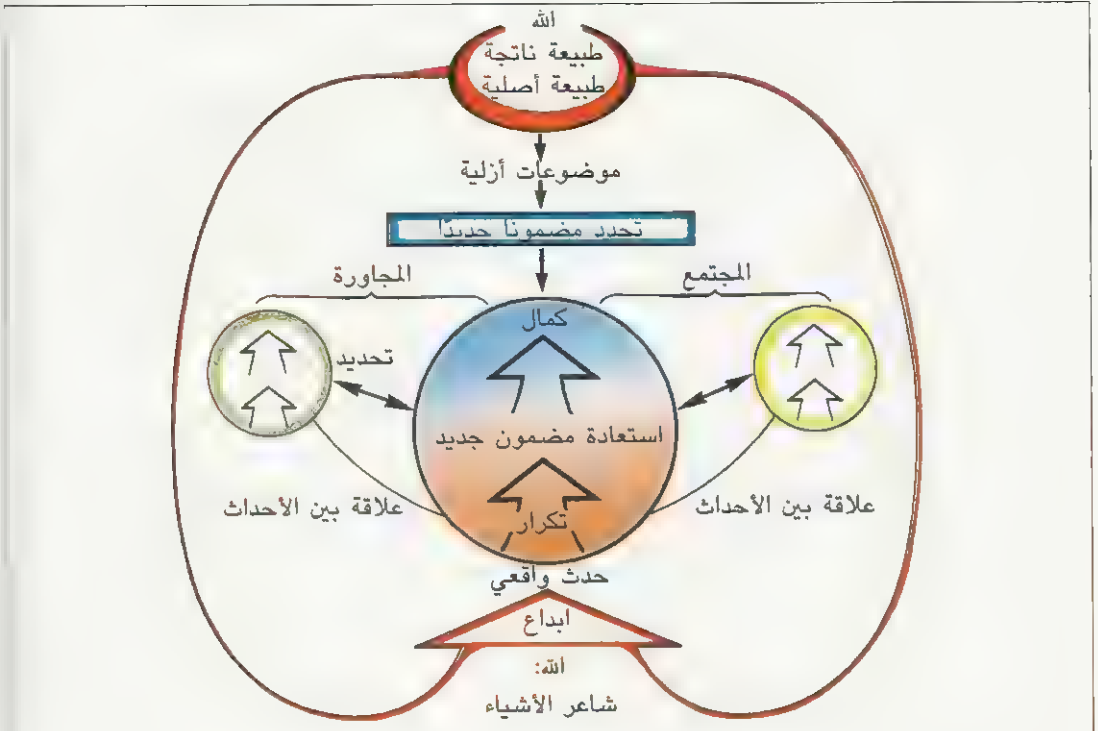 الله
طبيعة ناتجة
طبيعة أصلية
موضوعات أزلية
تحدد مضمونا جديدًا
المجتمع
المجاورة
كمال
تحديد
استعادة مضمون جديد
علاقة بين الأحداث
علاقة بين الأحداث
تكرار
حدث واقعي
ابداع
الله:
شاعر الأشياء